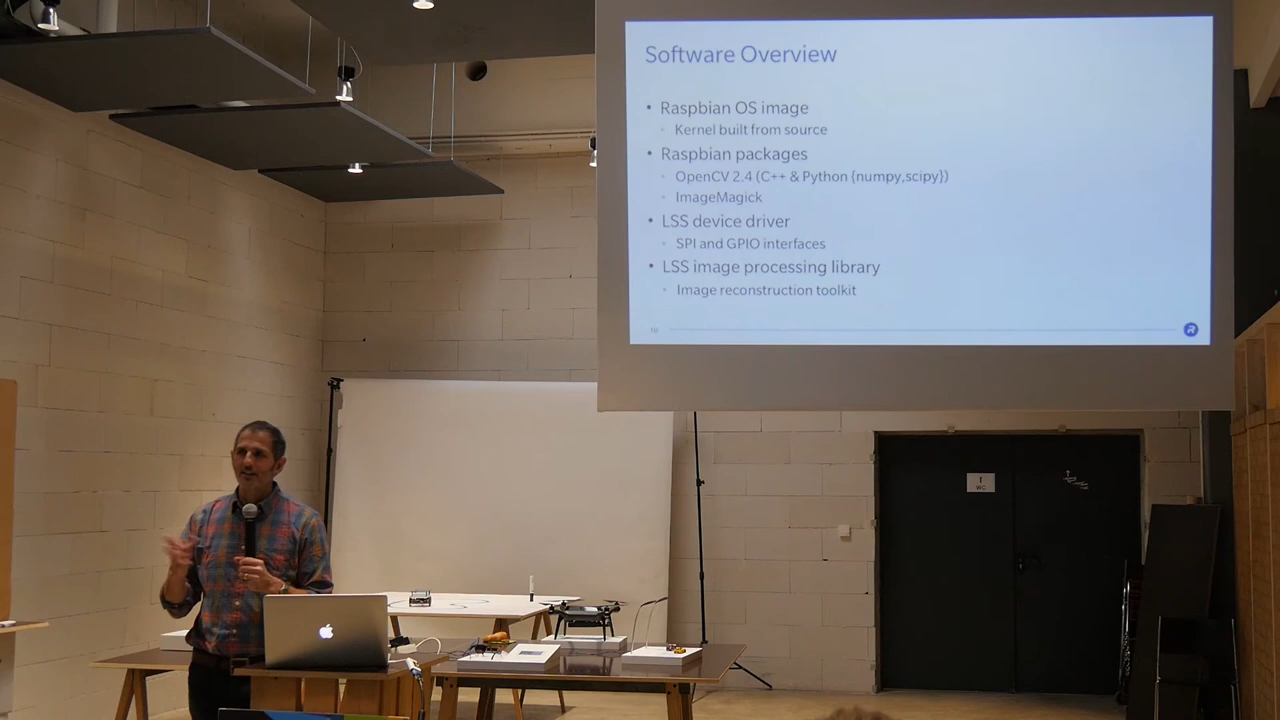 Software Overview
• Raspbian OS image
• Kernel built from source
• Raspbian packages
• OpenCV 2.4 (C++ & Python {numpy,scipy})
• ImageMagick
• LSS device driver
• SPI and GPIO interfaces
• LSS image processing library
• Image reconstruction toolkit
R
WC